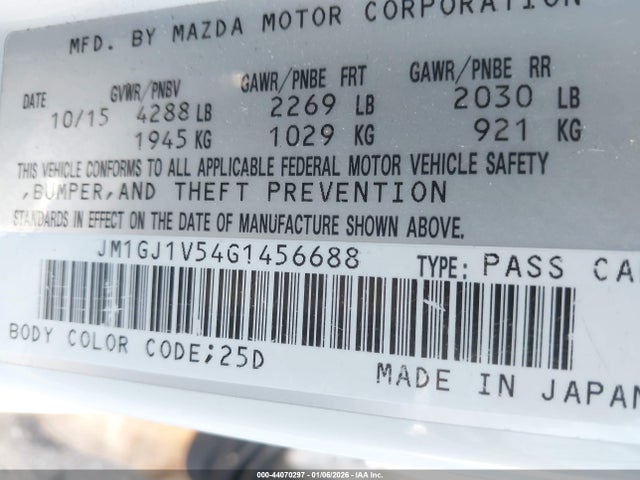 MFD. BY MAZDA MOTOR CORPORATION
DATE GVWR/PNBV GAWR/PNBE FRT GAWR/PNBE RR
10/15 4288 LB 2269 LB 2030 LB
1945 KG 1029 KG 921 KG
THIS VEHICLE CONFORMS TO ALL APPLICABLE FEDERAL MOTOR VEHICLE SAFETY
,BUMPER,AND THEFT PREVENTION
STANDARDS IN EFFECT ON THE DATE OF MANUFACTURE SHOWN ABOVE.
JM1GJ1V54G1456688 TYPE: PASS CA
BODY COLOR CODE;25D
MADE IN JAPAN
000-44070297 - 01/06/2026 - IAAI.COM